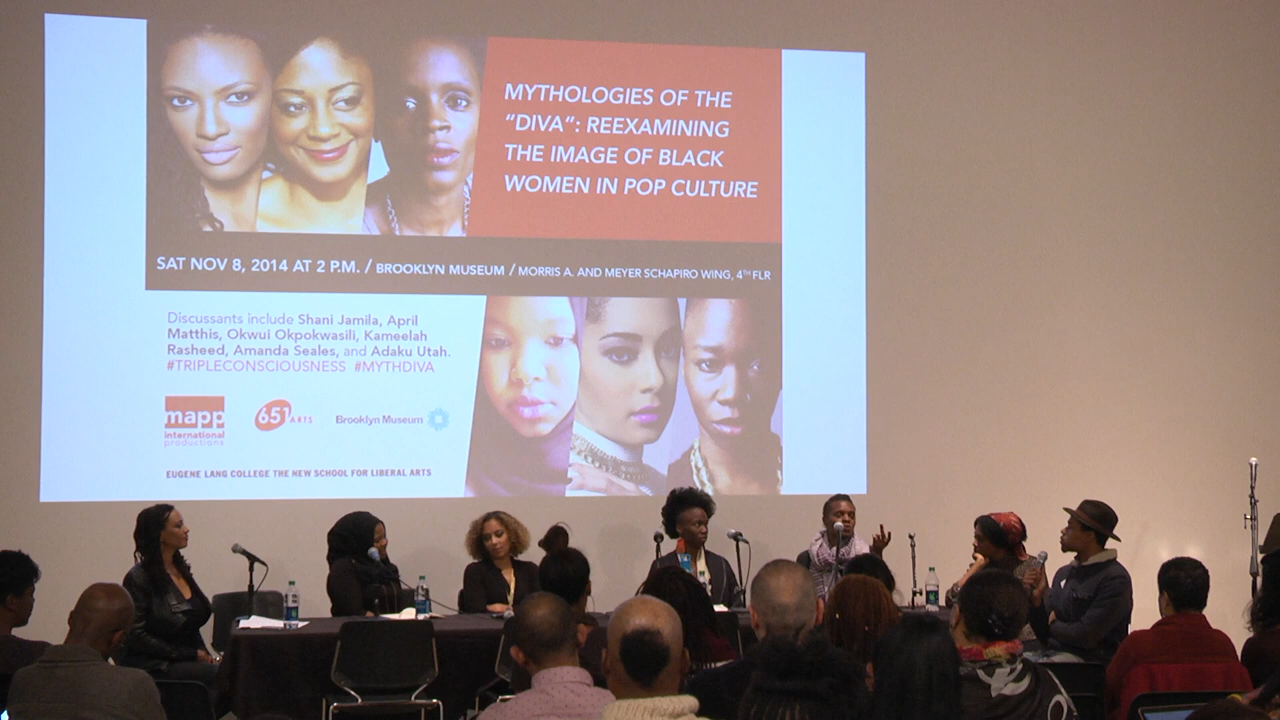 MYTHOLOGIES OF THE
"DIVA": REEXAMINING
THE IMAGE OF BLACK
WOMEN IN POP CULTURE
SAT NOV 8, 2014 AT 2 P.M. / BROOKLYN MUSEUM / MORRIS A. AND MEYER SCHAPIRO WING, 4TH FLR
Discussants include Shani Jamila, April
Matthis, Okwui Okpokwasili, Kameelah
Rasheed, Amanda Seales, and Adaku Utah.
#TRIPLECONSCIOUSNESS #MYTHDIVA
mapp
international
productions
651 ARTS
Brooklyn Museum
EUGENE LANG COLLEGE THE NEW SCHOOL FOR LIBERAL ARTS